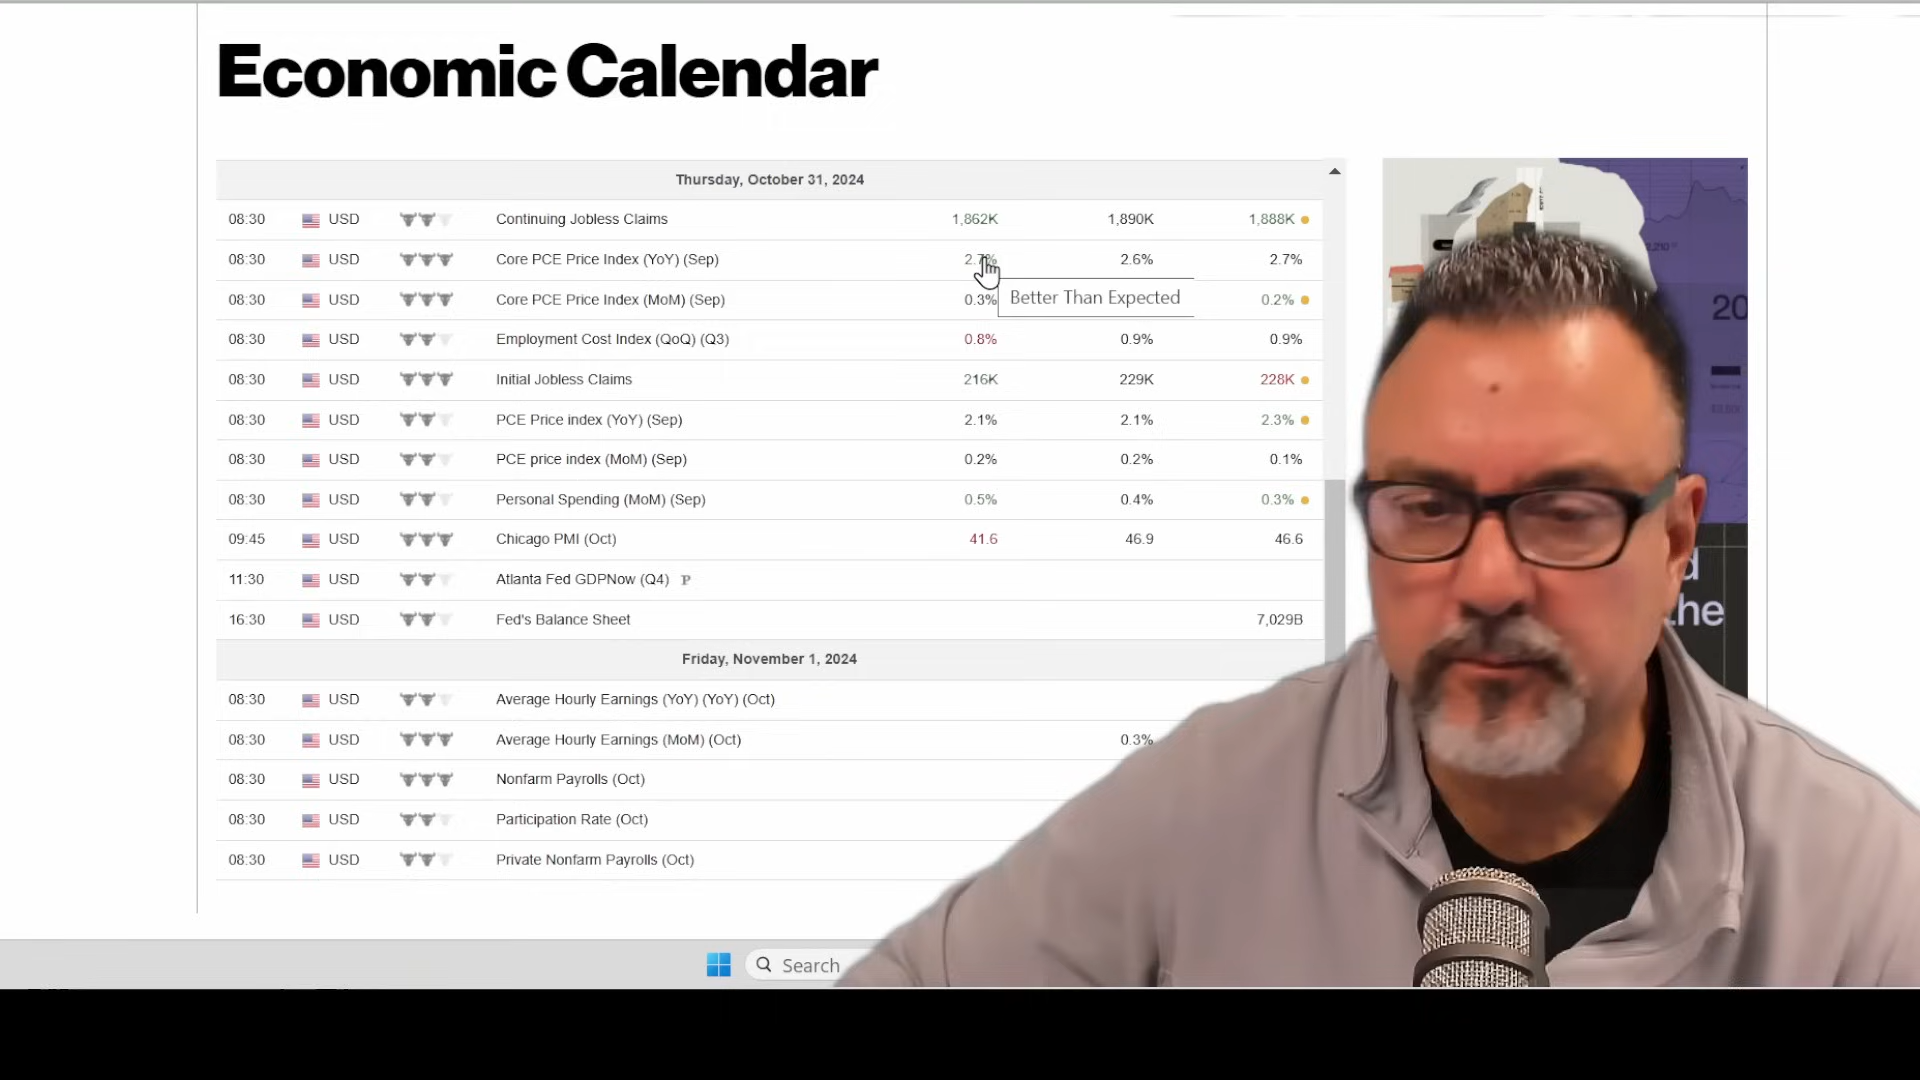 Economic Calendar
Thursday, October 31, 2024
08:30 USD Continuing Jobless Claims 1,862K 1,890K 1,888K
08:30 USD Core PCE Price Index (YoY) (Sep) 2.7% 2.6% 2.7%
Better Than Expected
08:30 USD Core PCE Price Index (MoM) (Sep) 0.3% 0.2%
08:30 USD Employment Cost Index (QoQ) (Q3) 0.8% 0.9% 0.9%
08:30 USD Initial Jobless Claims 216K 229K 228K
08:30 USD PCE Price index (YoY) (Sep) 2.1% 2.1% 2.3%
08:30 USD PCE price index (MoM) (Sep) 0.2% 0.2% 0.1%
08:30 USD Personal Spending (MoM) (Sep) 0.5% 0.4% 0.3%
09:45 USD Chicago PMI (Oct) 41.6 46.9 46.6
11:30 USD Atlanta Fed GDPNow (Q4) P
16:30 USD Fed's Balance Sheet 7,029B
Friday, November 1, 2024
08:30 USD Average Hourly Earnings (YoY) (YoY) (Oct)
08:30 USD Average Hourly Earnings (MoM) (Oct) 0.3%
08:30 USD Nonfarm Payrolls (Oct)
08:30 USD Participation Rate (Oct)
08:30 USD Private Nonfarm Payrolls (Oct)
20
d
the
Search